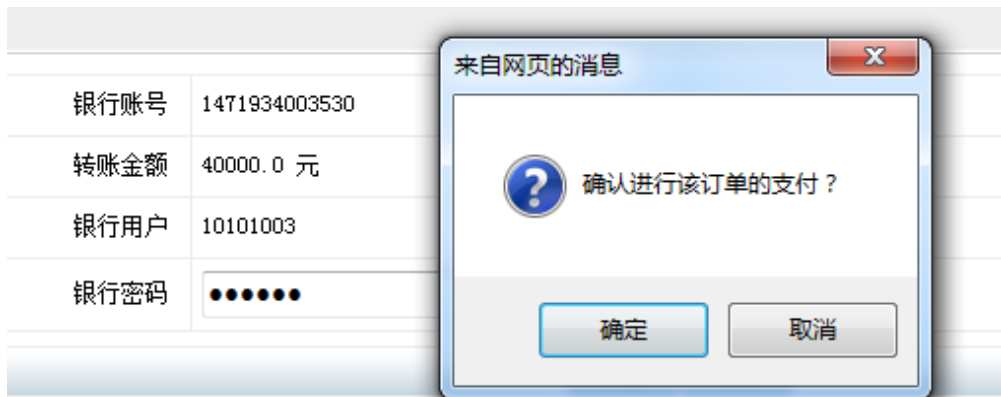 来自网页的消息
银行账号 1471934003530
转账金额 40000.0 元
确认进行该订单的支付？
银行用户 10101003
银行密码 ●●●●●●
确定 取消